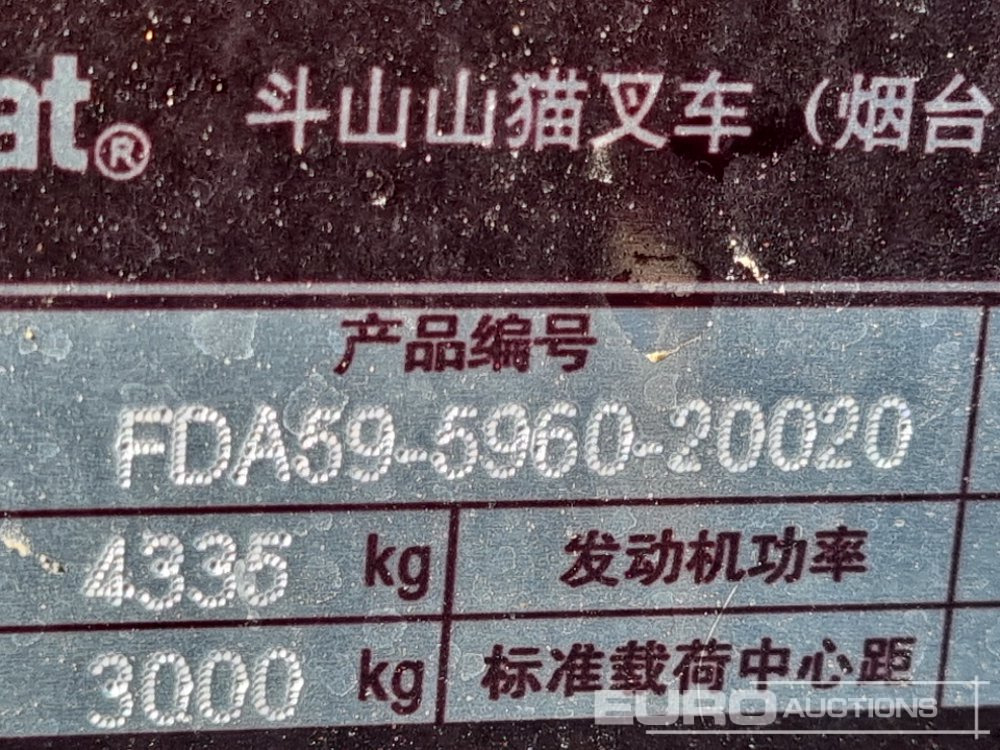 at® 斗山山猫叉车（烟台
产品编号
FDA59-5960-20020
4335 kg 发动机功率
3000 kg 标准载荷中心距
EURO AUCTIONS